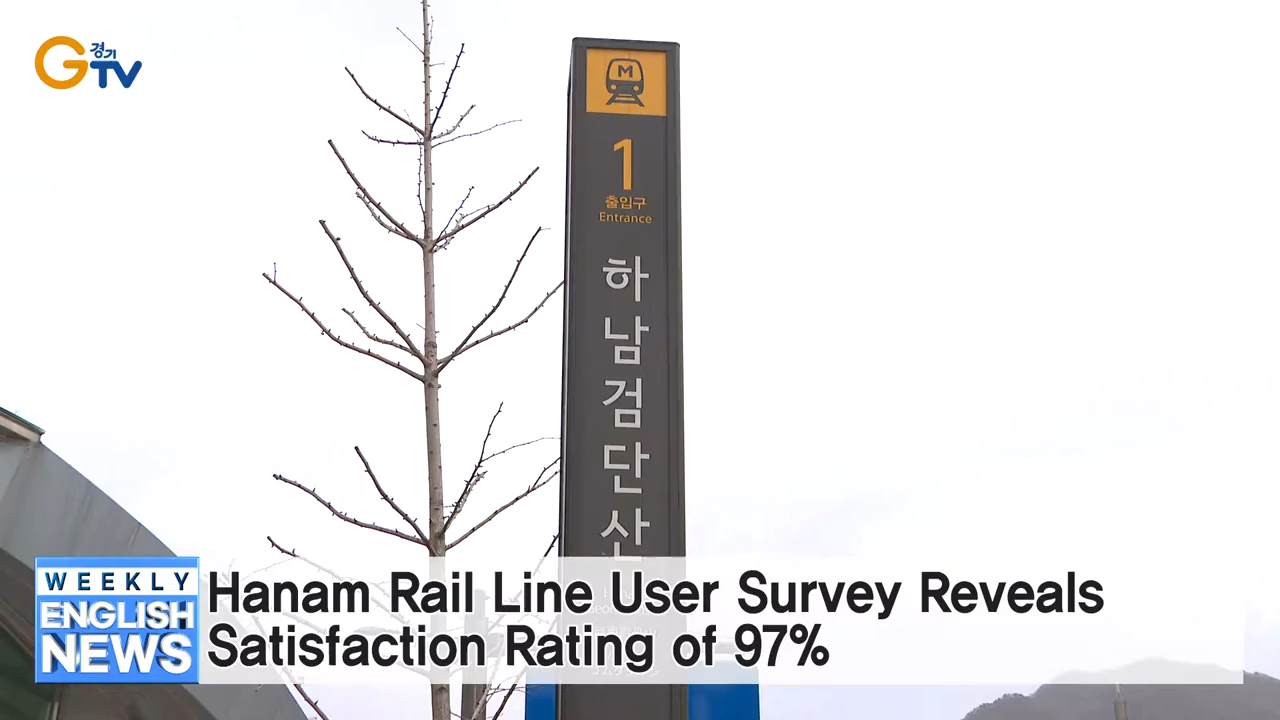 경기
GTV
M
1
출입구
Entrance
하남검단산
WEEKLY
ENGLISH
NEWS
Hanam Rail Line User Survey Reveals
Satisfaction Rating of 97%